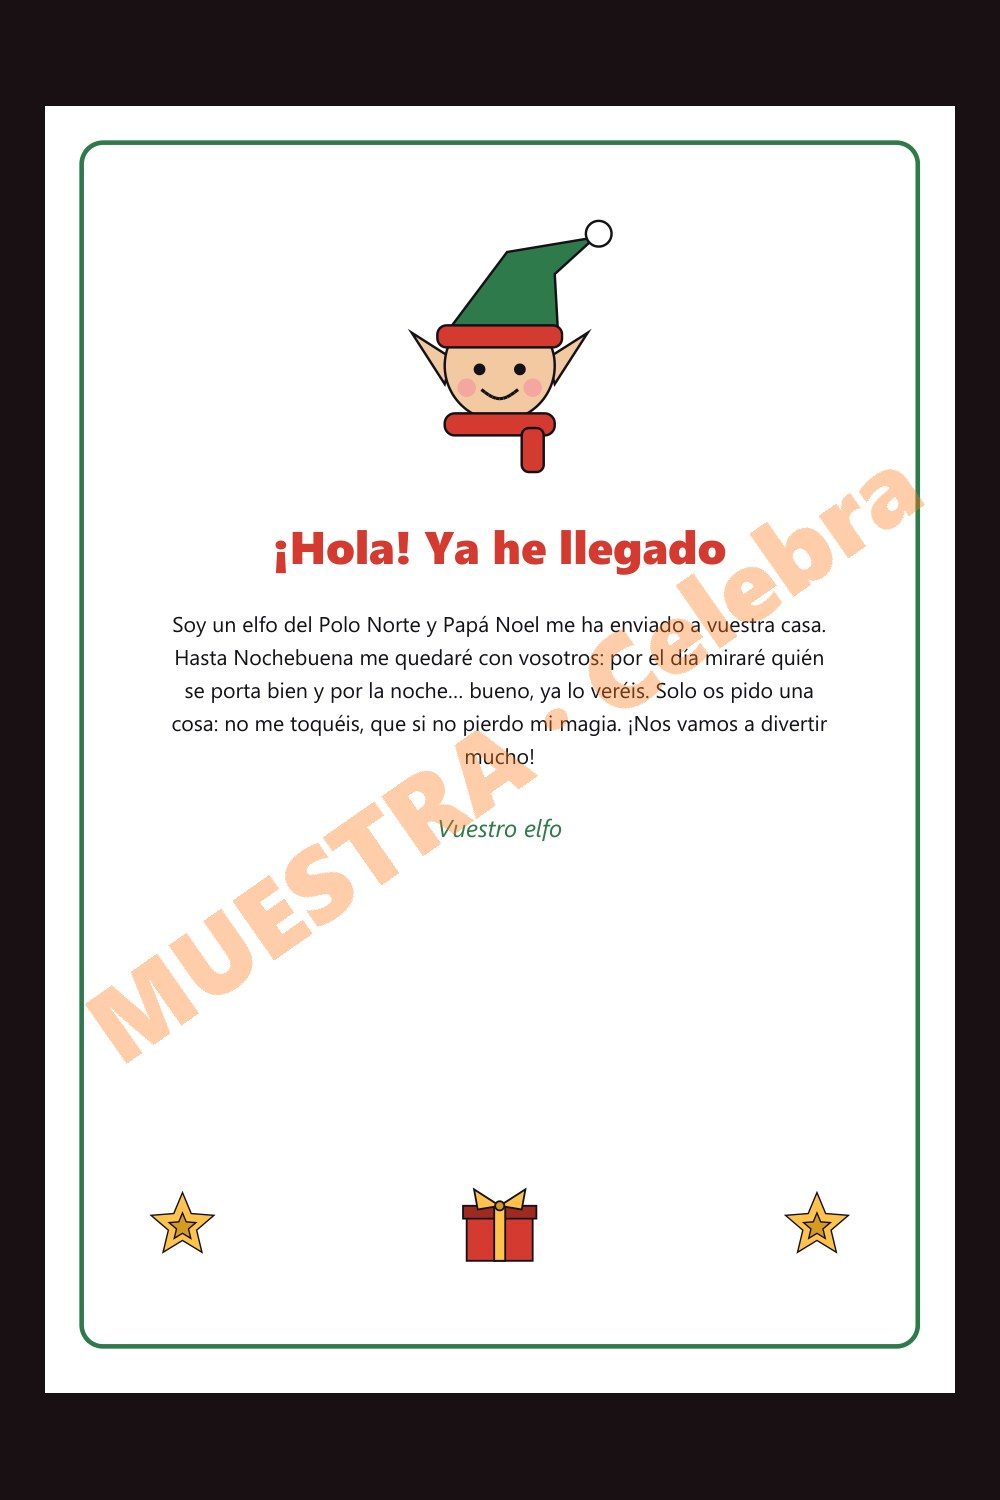 ¡Hola! Ya he llegado
Soy un elfo del Polo Norte y Papá Noel me ha enviado a vuestra casa.
Hasta Nochebuena me quedaré con vosotros: por el día miraré quién
se porta bien y por la noche... bueno, ya lo veréis. Solo os pido una
cosa: no me toquéis, que si no pierdo mi magia. ¡Nos vamos a divertir
mucho!
Vuestro elfo
MUESTRA · Celebra